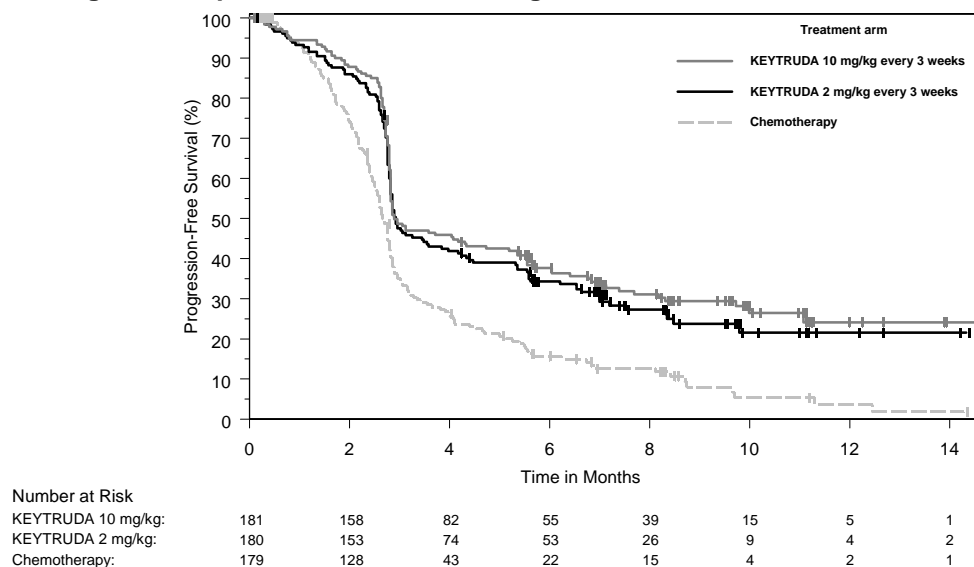 Treatment arm
KEYTRUDA 10 mg/kg every 3 weeks
KEYTRUDA 2 mg/kg every 3 weeks
Chemotherapy
Progression-Free Survival (%)
100
90
80
70
60
50
40
30
20
10
0
0 2 4 6 8 10 12 14
Time in Months
Number at Risk
KEYTRUDA 10 mg/kg: 181 158 82 55 39 15 5 1
KEYTRUDA 2 mg/kg: 180 153 74 53 26 9 4 2
Chemotherapy: 179 128 43 22 15 4 2 1